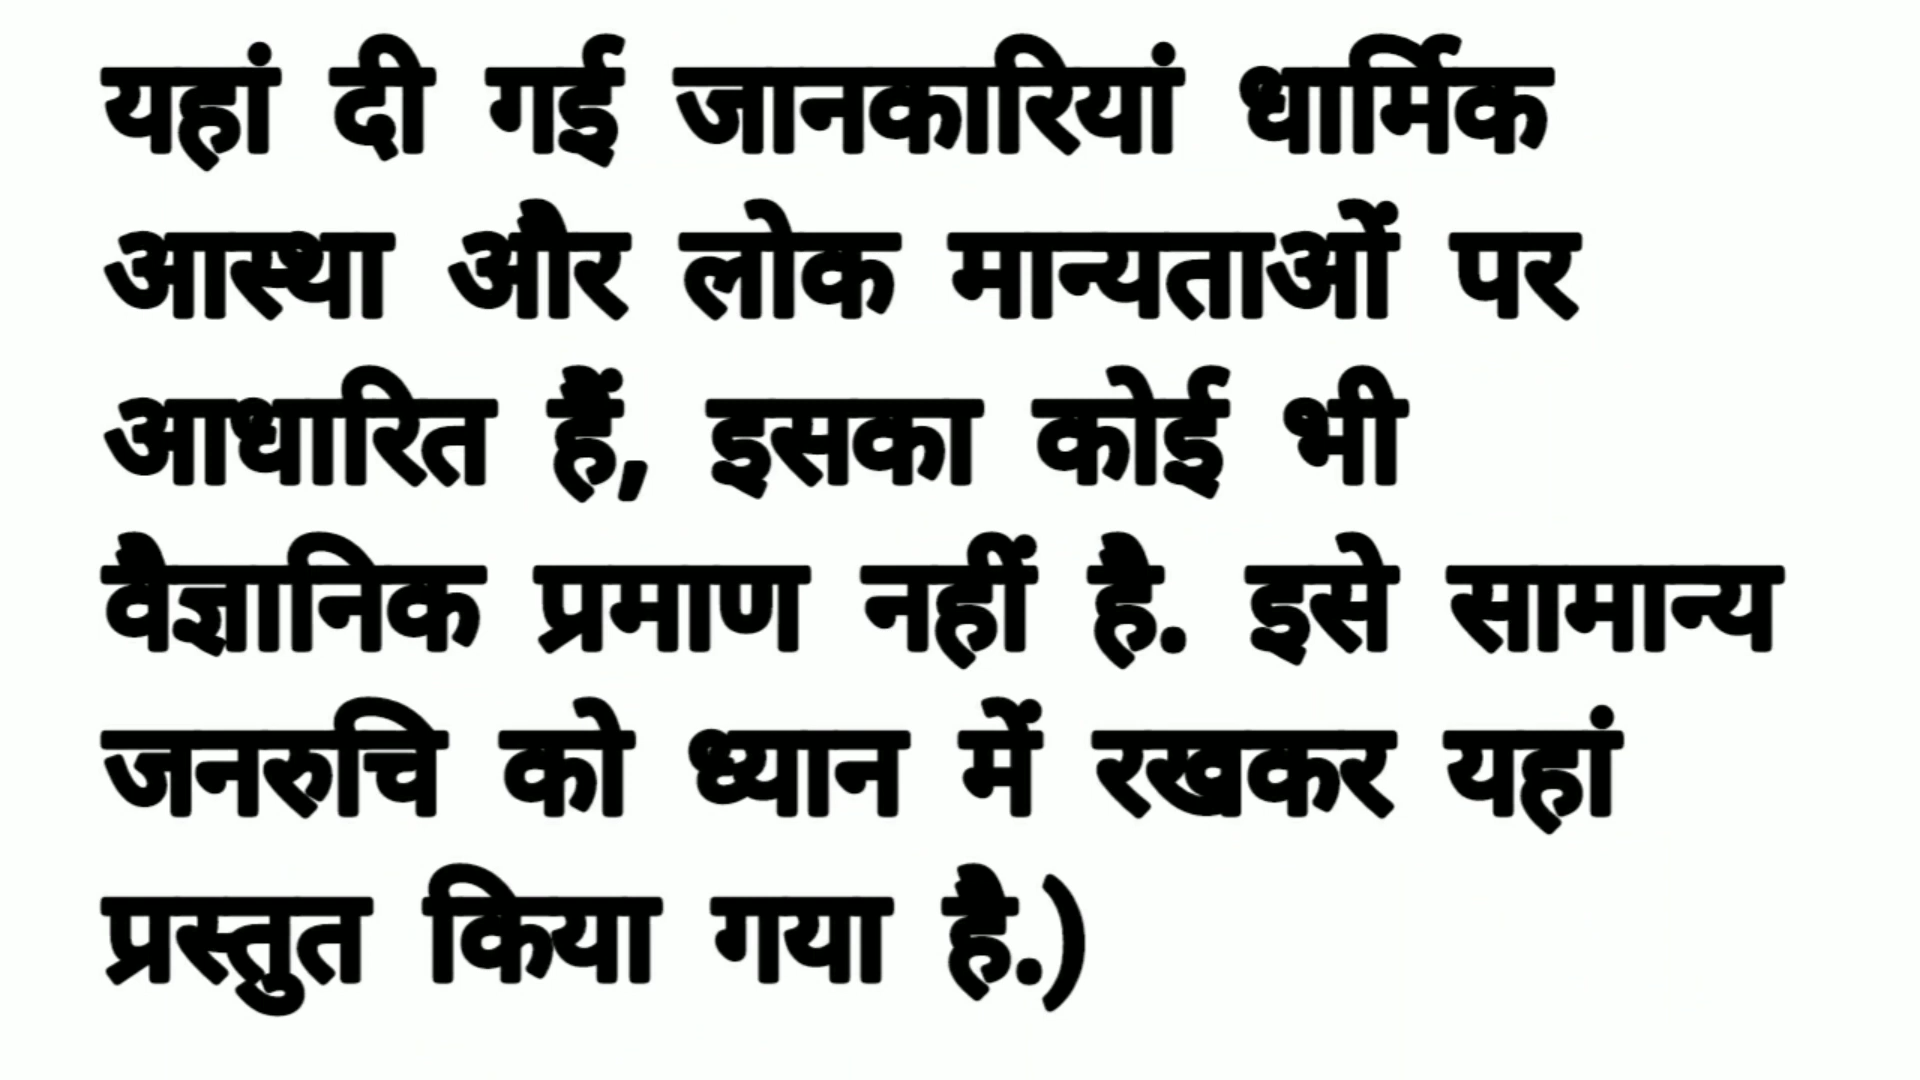 यहां दी गई जानकारियां धार्मिक
आस्था और लोक मान्यताओं पर
आधारित हैं, इसका कोई भी
वैज्ञानिक प्रमाण नहीं है. इसे सामान्य
जनरुचि को ध्यान में रखकर यहां
प्रस्तुत किया गया है.)